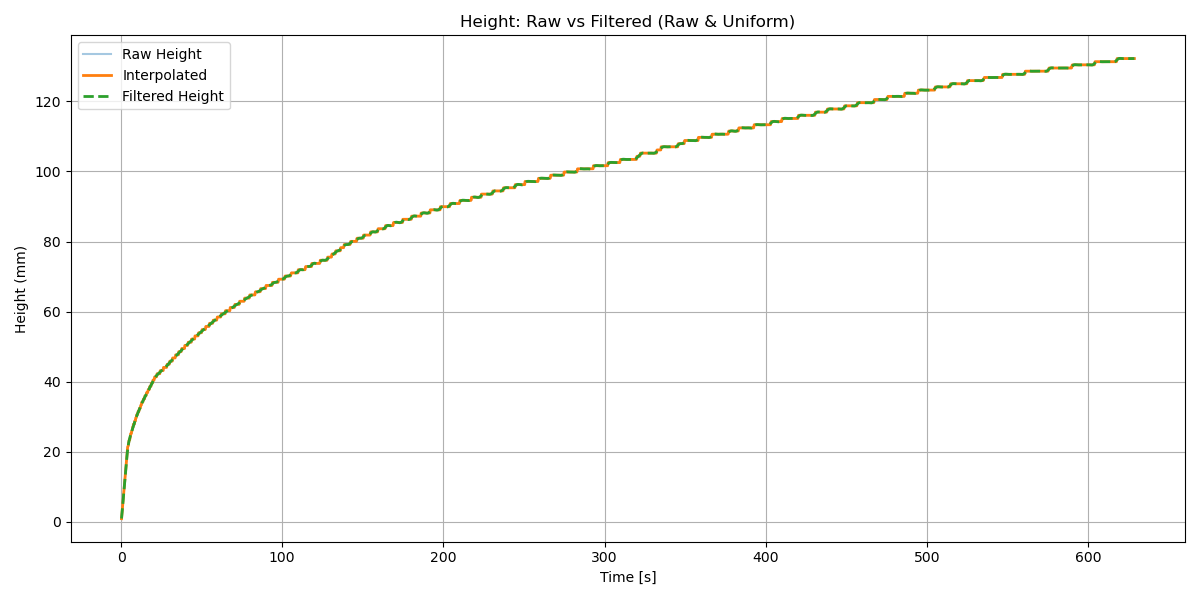 Height: Raw vs Filtered (Raw & Uniform)
Raw Height
Interpolated
Filtered Height
Height (mm)
120
100
80
60
40
20
0
0 100 200 300 400 500 600
Time [s]